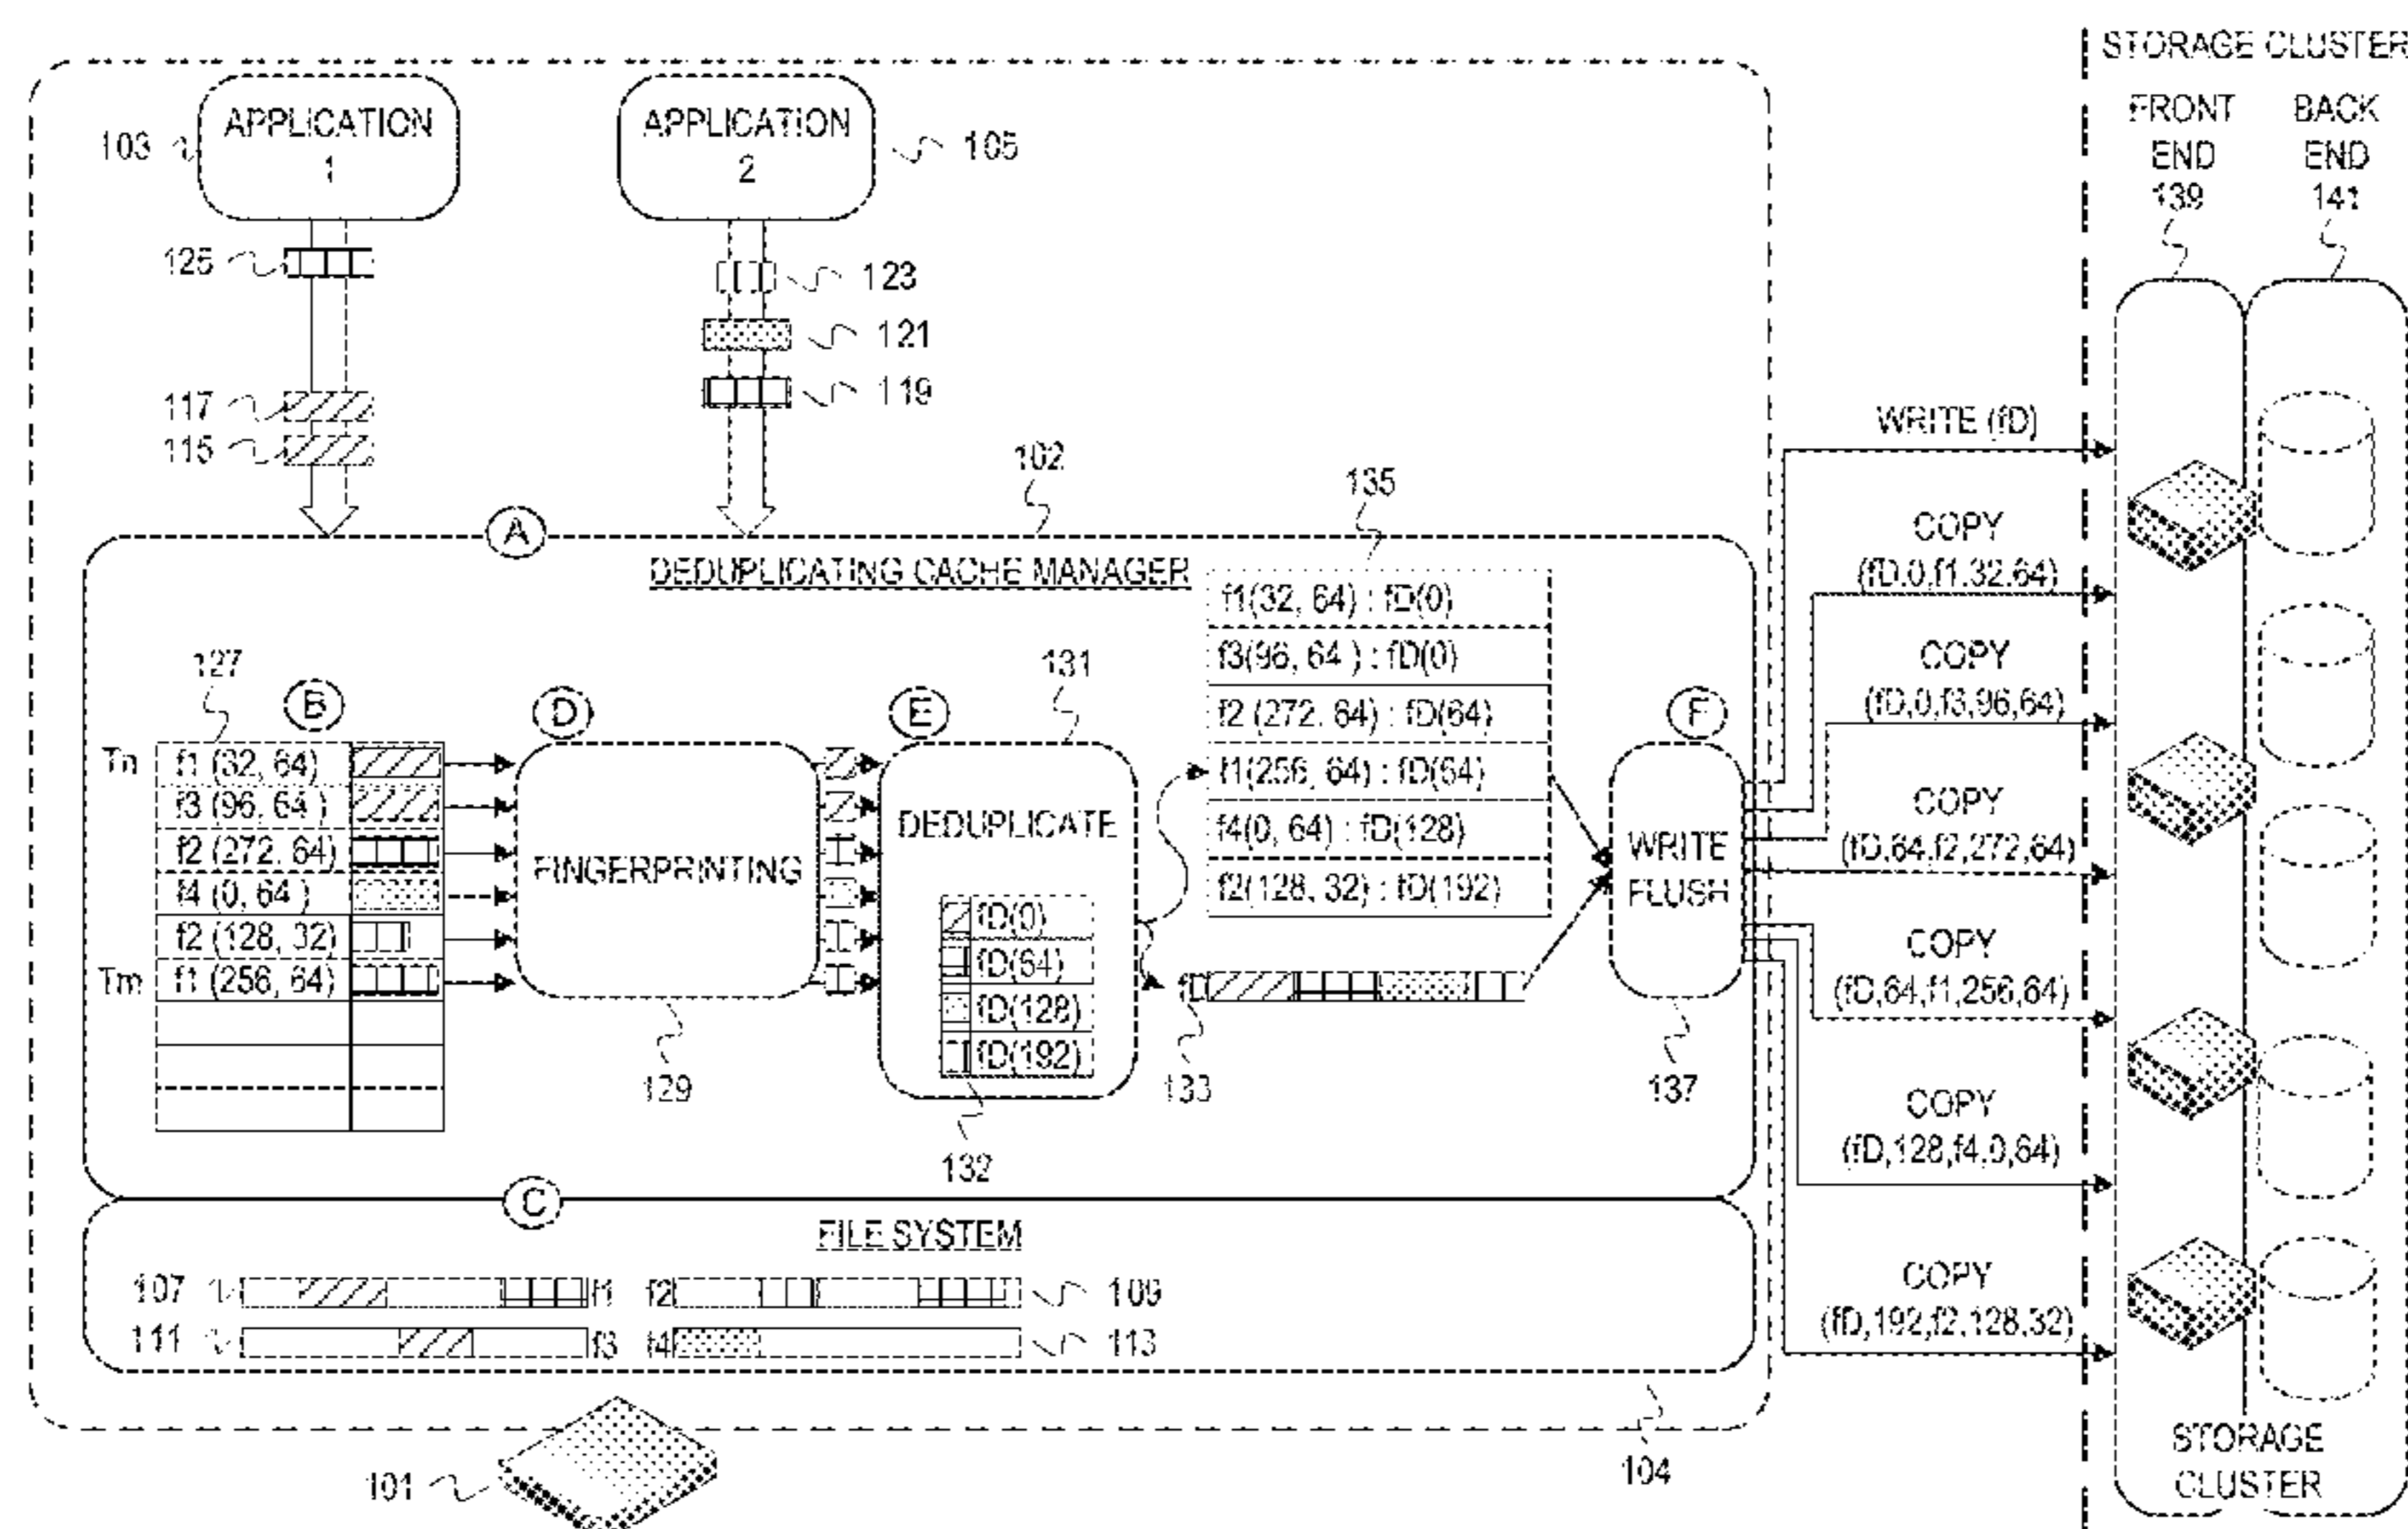 STORAGE CLUSTER
FRONT END 139
BACK END 141
APPLICATION 1
103
APPLICATION 2
105
125
123
121
119
117
115
102
135
A
DEDUPLICATING CACHE MANAGER
127
B
Tn
f1 (32, 64)
f3 (96, 64 )
f2 (272, 64)
f4 (0, 64 )
f2 (128, 32)
Tm
f1 (256, 64)
D
FINGERPRINTING
129
E
131
DEDUPLICATE
fD(0)
fD(64)
fD(128)
fD(192)
132
f1(32, 64) : fD(0)
f3(96, 64 ) : fD(0)
f2 (272, 64) : fD(64)
f1(256, 64) : fD(64)
f4(0, 64) : fD(128)
f2(128, 32) : fD(192)
fD
133
F
WRITE
FLUSH
137
WRITE (fD)
COPY
(fD,0,f1,32,64)
COPY
(fD,0,f3,96,64)
COPY
(fD,64,f2,272,64)
COPY
(fD,64,f1,256,64)
COPY
(fD,128,f4,0,64)
COPY
(fD,192,f2,128,32)
C
FILE SYSTEM
107
f1
f2
109
111
f3
f4
113
101
104
STORAGE
CLUSTER